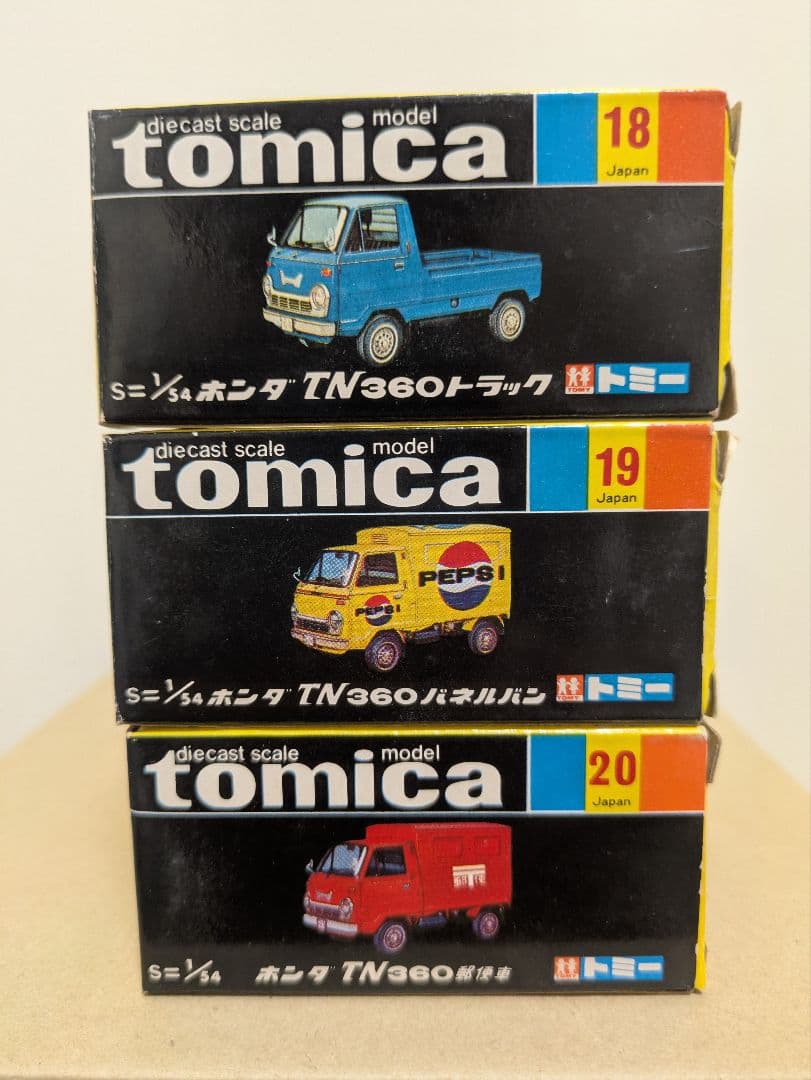 diecast scale model
tomica
18
Japan
PEPSI
S=1/54 ホンダ TN360トラック
TOMY
トミー
diecast scale model
tomica
19
Japan
PEPSI
PEPSI
S=1/54 ホンダ TN360パネルバン
TOMY
トミー
diecast scale model
tomica
20
Japan
S=1/54 ホンダ TN360郵便車
TOMY
トミー